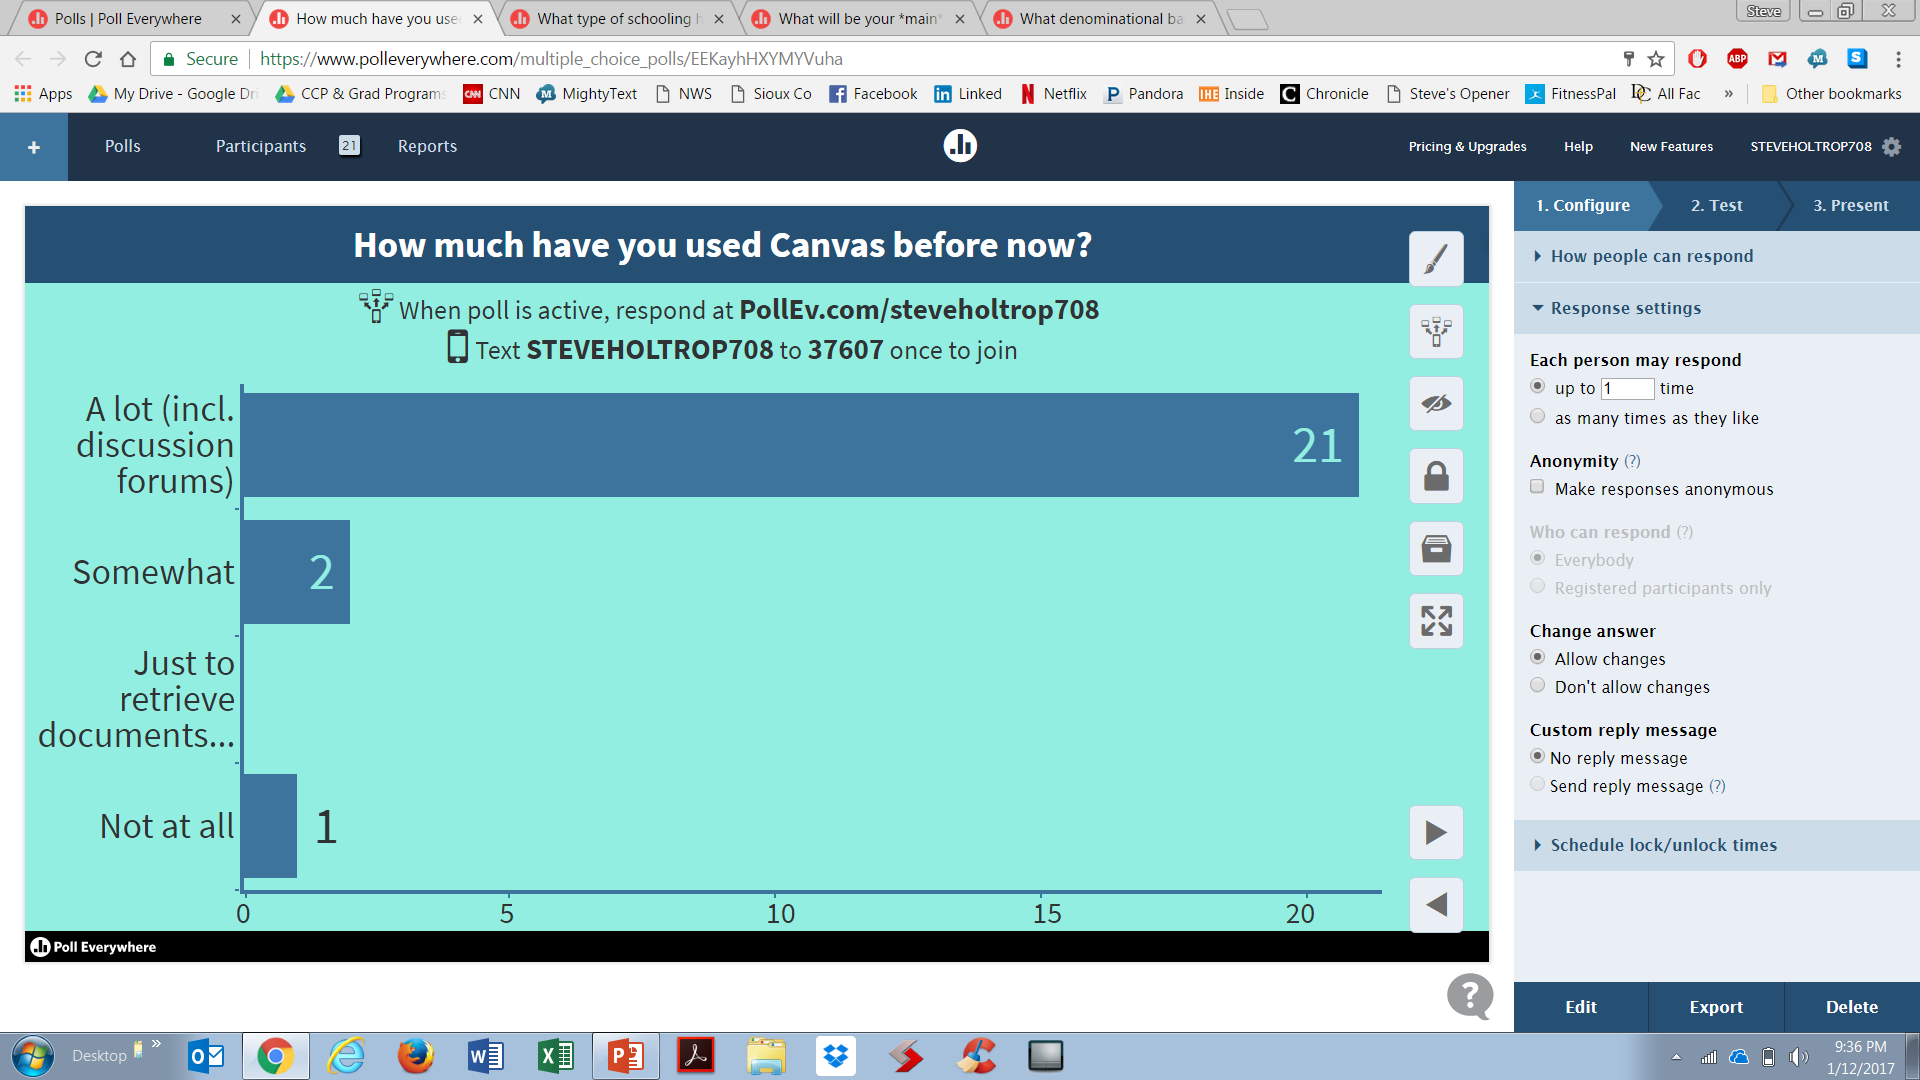 Polls | Poll Everywhere
How much have you use
What type of schooling h
What will be your *main*
What denominational ba
Steve
Secure
https://www.polleverywhere.com/multiple_choice_polls/EEKayhHXYMYVuha
ABP
M
S
Apps
My Drive - Google Dri
CCP & Grad Programs
CNN
MightyText
NWS
Sioux Co
Facebook
Linked
Netflix
Pandora
Inside
Chronicle
Steve's Opener
FitnessPal
All Fac
»
Other bookmarks
+
Polls
Participants
21
Reports
Pricing & Upgrades
Help
New Features
STEVEHOLTROP708
1. Configure
2. Test
3. Present
How much have you used Canvas before now?
When poll is active, respond at PollEv.com/steveholtrop708
Text STEVEHOLTROP708 to 37607 once to join
A lot (incl.
discussion
forums)
21
Somewhat
2
Just to
retrieve
documents...
Not at all
1
0
5
10
15
20
Poll Everywhere
How people can respond
Response settings
Each person may respond
up to 1 time
as many times as they like
Anonymity (?)
Make responses anonymous
Who can respond (?)
Everybody
Registered participants only
Change answer
Allow changes
Don't allow changes
Custom reply message
No reply message
Send reply message (?)
Schedule lock/unlock times
?
Edit
Export
Delete
Desktop
»
9:36 PM
1/12/2017